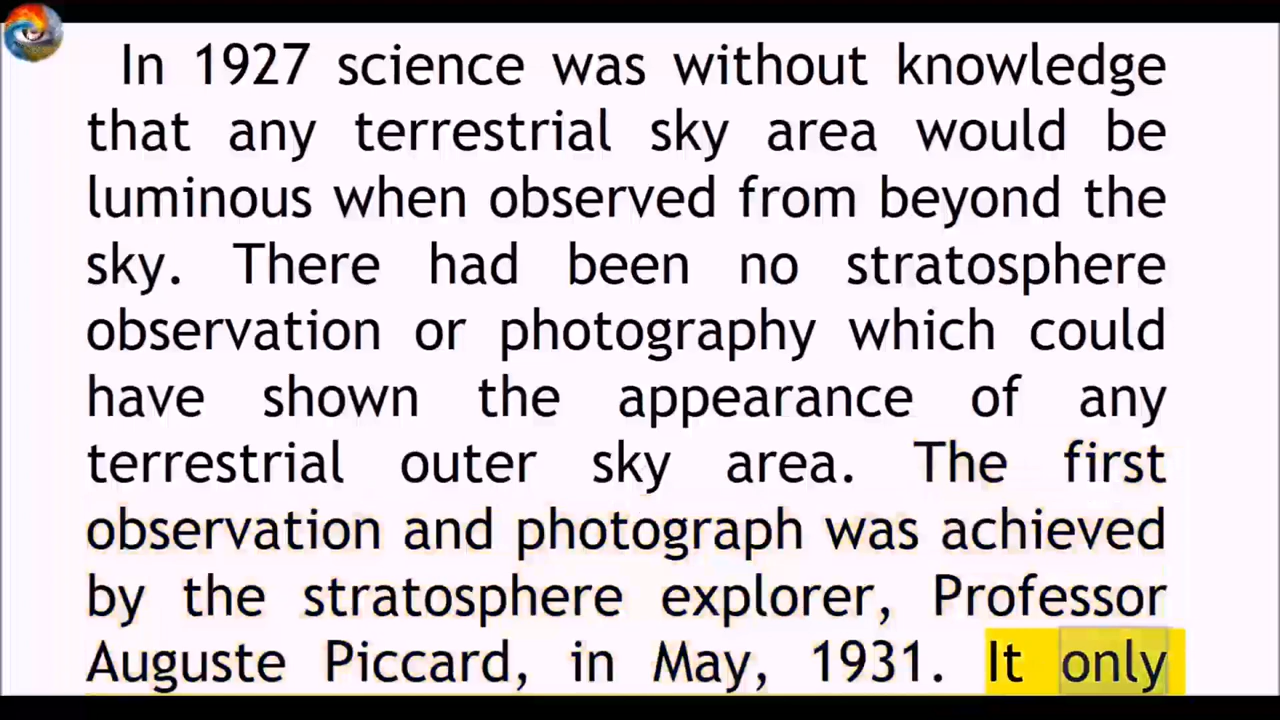 In 1927 science was without knowledge
that any terrestrial sky area would be
luminous when observed from beyond the
sky. There had been no stratosphere
observation or photography which could
have shown the appearance of any
terrestrial outer sky area. The first
observation and photograph was achieved
by the stratosphere explorer, Professor
Auguste Piccard, in May, 1931. It only